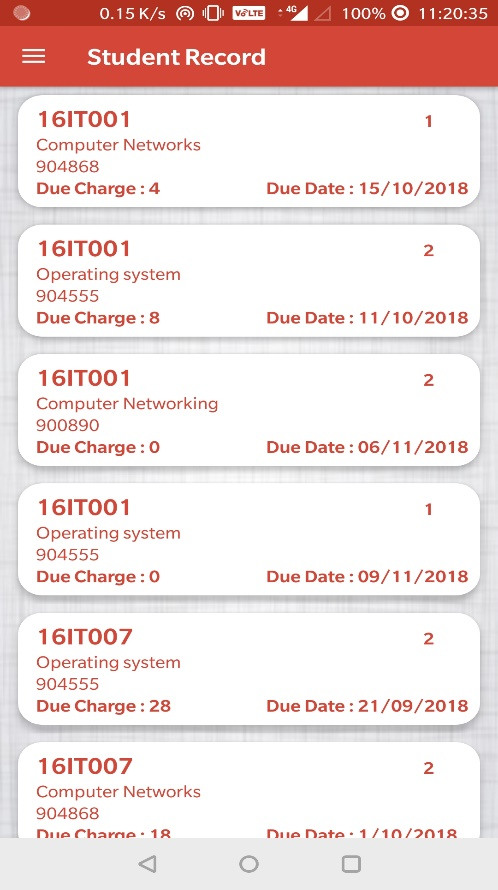 0.15 K/s VoLTE 4G 100% 11:20:35
Student Record
16IT001 1
Computer Networks
904868
Due Charge : 4 Due Date : 15/10/2018
16IT001 2
Operating system
904555
Due Charge : 8 Due Date : 11/10/2018
16IT001 2
Computer Networking
900890
Due Charge : 0 Due Date : 06/11/2018
16IT001 1
Operating system
904555
Due Charge : 0 Due Date : 09/11/2018
16IT007 2
Operating system
904555
Due Charge : 28 Due Date : 21/09/2018
16IT007 2
Computer Networks
904868
Due Charge : 18 Due Date : 1/10/2018